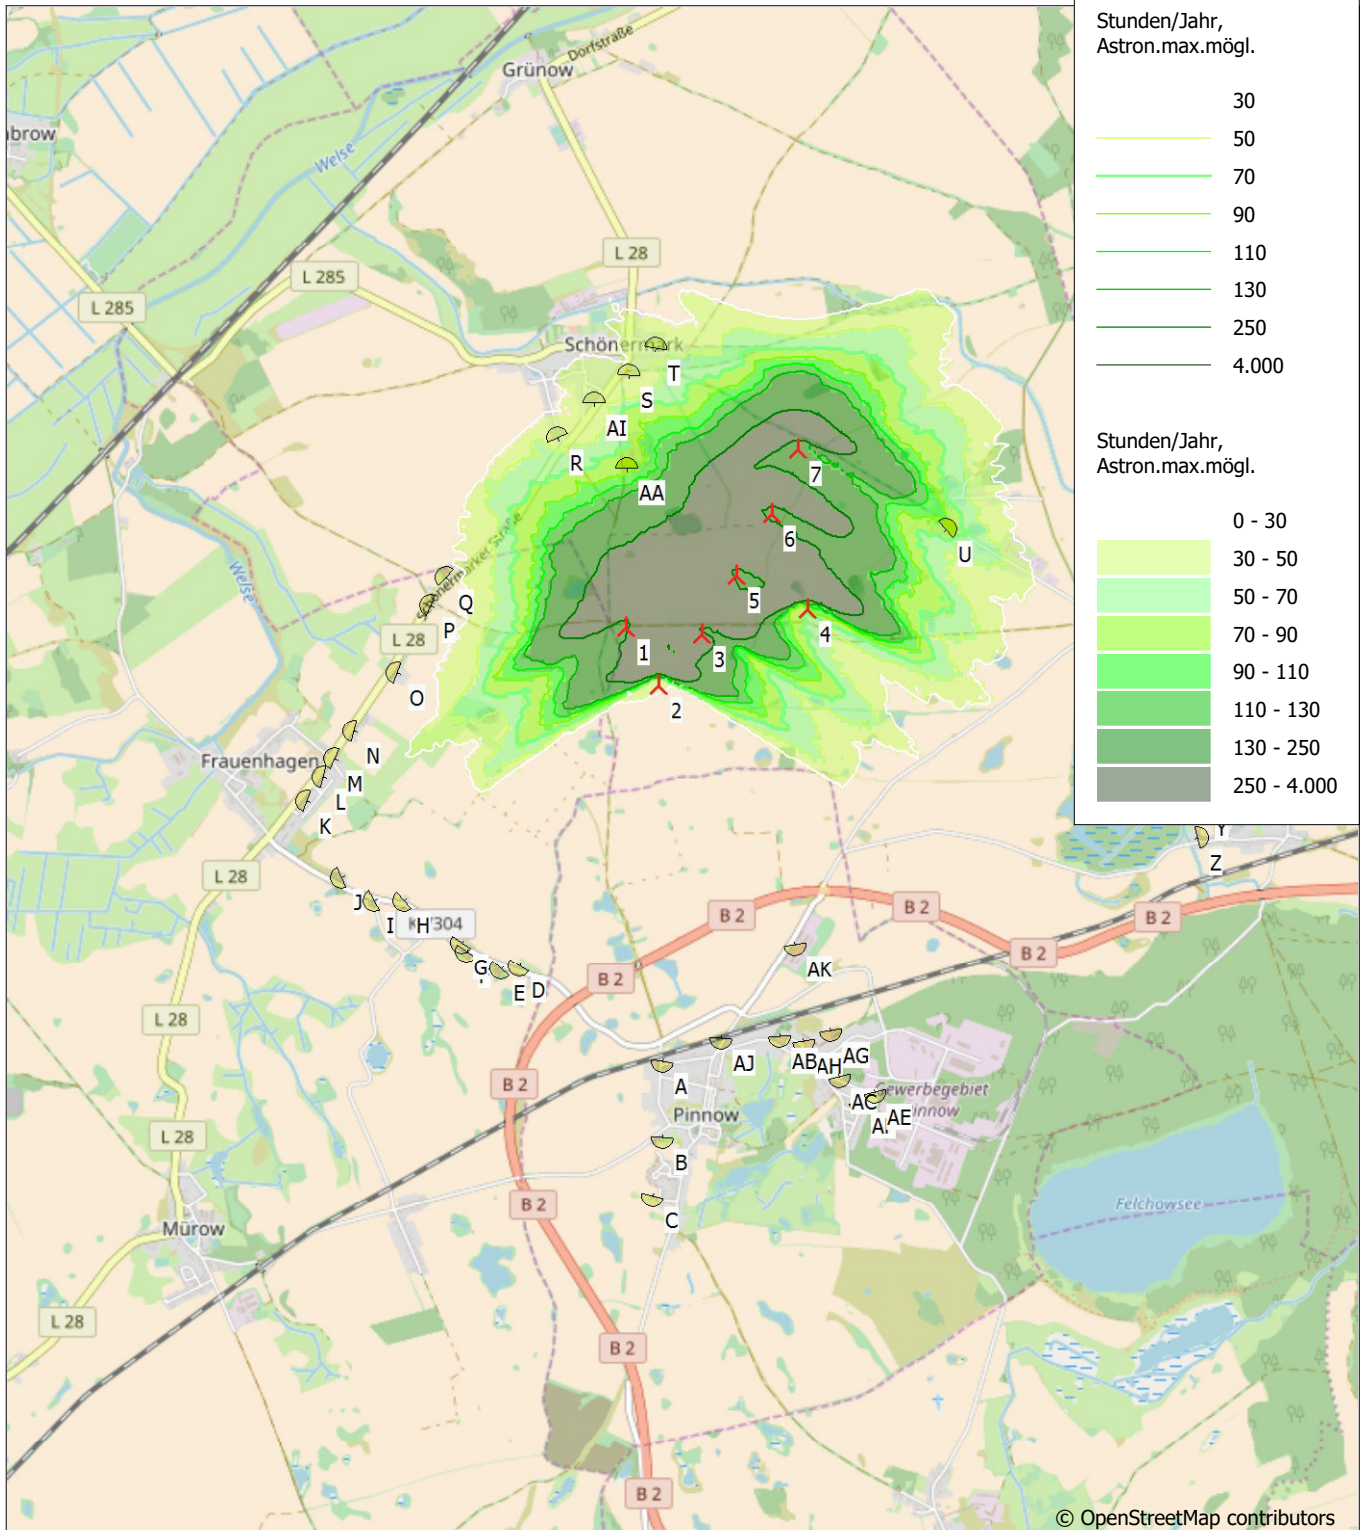 Stunden/Jahr,
Astron.max.mögl.
30
50
70
90
110
130
250
4.000
Stunden/Jahr,
Astron.max.mögl.
0 - 30
30 - 50
50 - 70
70 - 90
90 - 110
110 - 130
130 - 250
250 - 4.000
Dorfstraße
Grünow
Welse
L 28
L 285
L 285
Schönermark
T
S
AI
R
AA
7
6
U
Schönermarker Straße
Welse
Q
5
P
4
L 28
1
3
O
2
N
Frauenhagen
M
L
K
Y
Z
L 28
J
I
H
304
B 2
B 2
B 2
B 2
G
E
D
AK
B 2
L 28
AJ
AB
AH
AG
A
B 2
AC
Gewerbegebiet
Pinnow
AE
L 28
B
B 2
Felchowsee
C
Mürow
L 28
B 2
B 2
© OpenStreetMap contributors